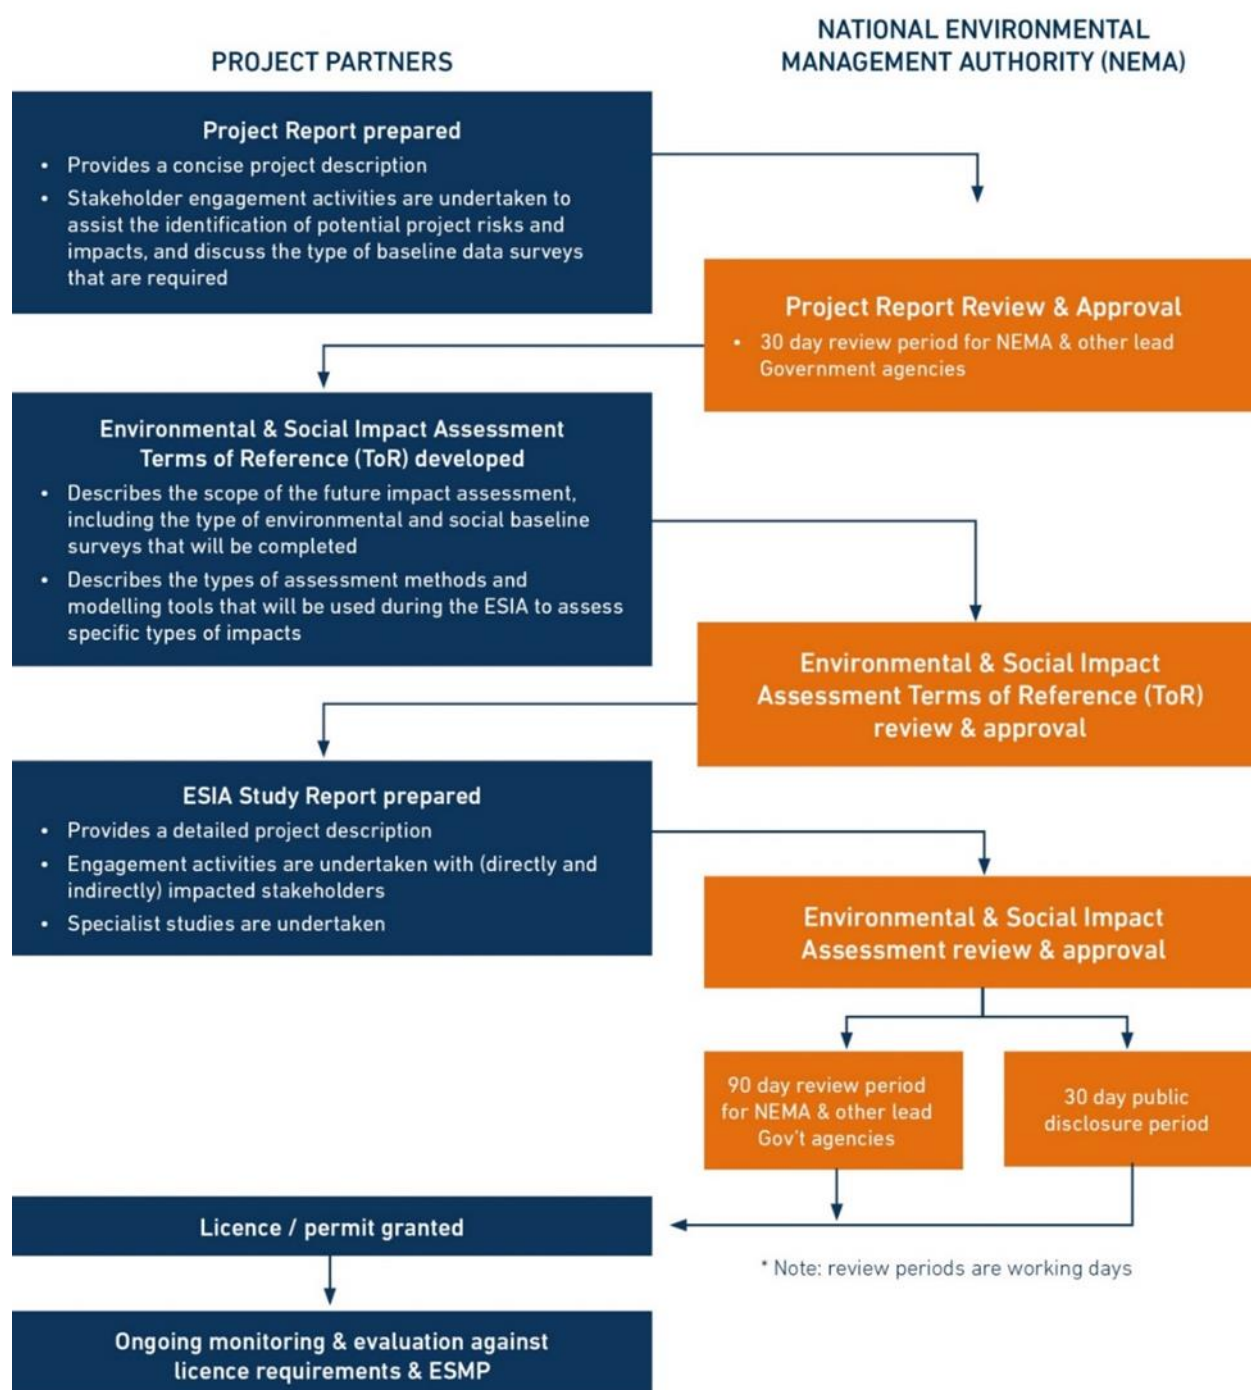 PROJECT PARTNERS
NATIONAL ENVIRONMENTAL
MANAGEMENT AUTHORITY (NEMA)
Project Report prepared
• Provides a concise project description
• Stakeholder engagement activities are undertaken to
assist the identification of potential project risks and
impacts, and discuss the type of baseline data surveys
that are required
Project Report Review & Approval
• 30 day review period for NEMA & other lead
Government agencies
Environmental & Social Impact Assessment
Terms of Reference (ToR) developed
• Describes the scope of the future impact assessment,
including the type of environmental and social baseline
surveys that will be completed
• Describes the types of assessment methods and
modelling tools that will be used during the ESIA to assess
specific types of impacts
Environmental & Social Impact
Assessment Terms of Reference (ToR)
review & approval
ESIA Study Report prepared
• Provides a detailed project description
• Engagement activities are undertaken with (directly and
indirectly) impacted stakeholders
• Specialist studies are undertaken
Environmental & Social Impact
Assessment review & approval
90 day review period
for NEMA & other lead
Gov't agencies
30 day public
disclosure period
Licence / permit granted
* Note: review periods are working days
Ongoing monitoring & evaluation against
licence requirements & ESMP